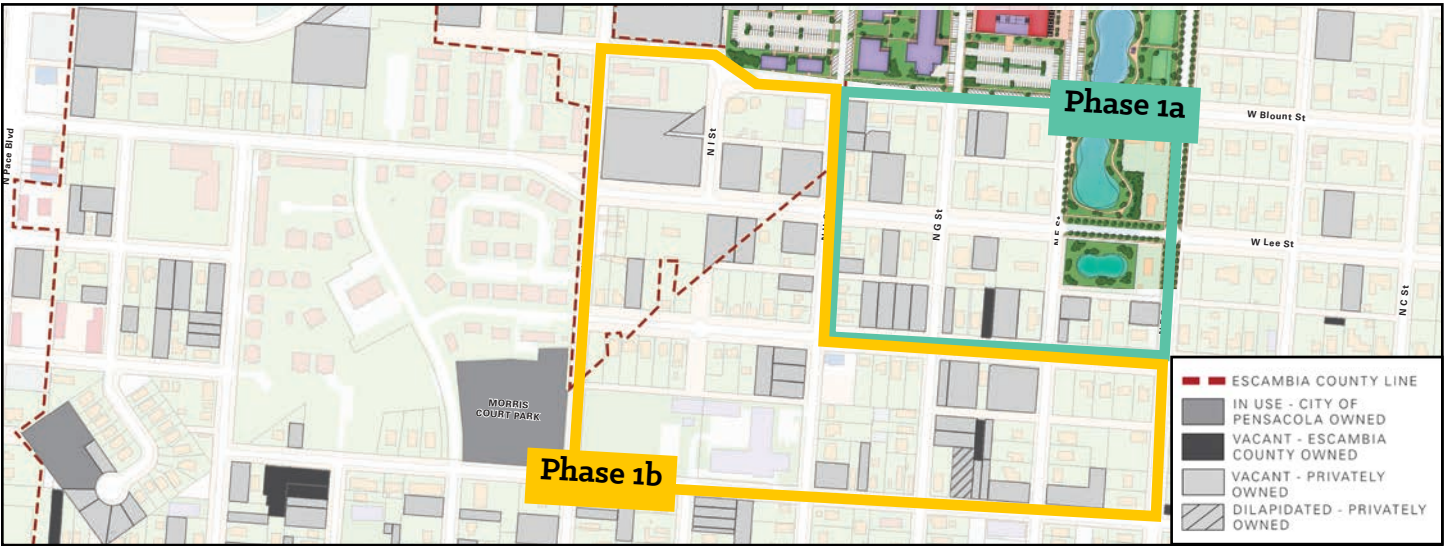 Phase 1a
W Blount St
N Pace Blvd
N I St
N G St
W Lee St
N C St
MORRIS
COURT PARK
Phase 1b
ESCAMBIA COUNTY LINE
IN USE - CITY OF
PENSACOLA OWNED
VACANT - ESCAMBIA
COUNTY OWNED
VACANT - PRIVATELY
OWNED
DILAPIDATED - PRIVATELY
OWNED